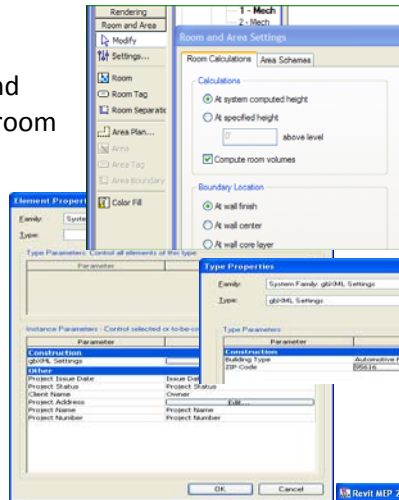 nd
room
Rendering
Room and Area
Modify
Settings...
Room
Room Tag
Room Separatio
Area Plan...
Area
Area Tag
Area Boundary
Color Fill
1 - Mech
2 - Mech
Room and Area Settings
Room Calculations Area Schemes
Calculations
At system computed height
At specified height
0' above level
Compute room volumes
Boundary Location
At wall finish
At wall center
At wall core layer
Element Propert
Family: Syste
Type:
Type Parameters: Control all elements of this type
Parameter
Instance Parameters - Control selected or to-be-c
Parameter
Construction
gbXML Settings
Other
Project Issue Date Issue Da
Project Status Project Status
Client Name Owner
Project Address Edit...
Project Name Project Name
Project Number Project Number
OK Cancel
Type Properties
Family: System Family: gbXML Settings
Type: gbXML Settings
Type Parameters
Parameter
Construction
Building Type Automotive F
ZIP Code 95616
Revit MEP 2